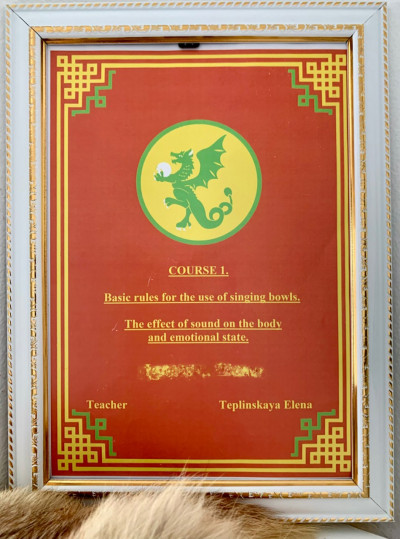 COURSE 1.
Basic rules for the use of singing bowls.
The effect of sound on the body
and emotional state.
Teacher Teplinskaya Elena